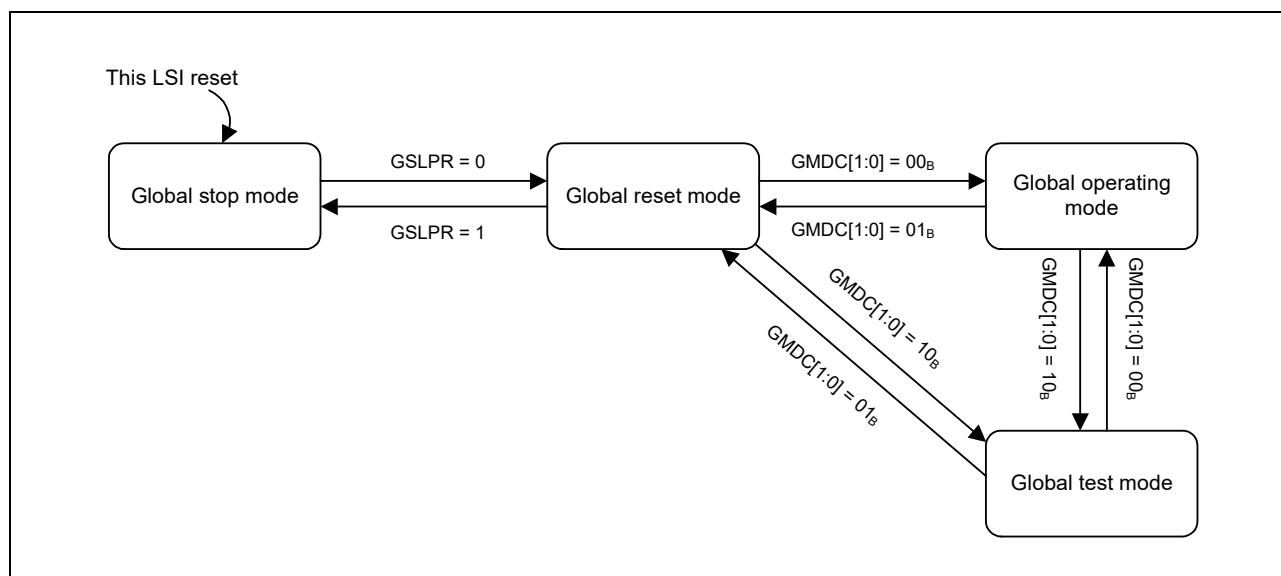 This LSI reset
Global stop mode
GSLPR = 0
GSLPR = 1
Global reset mode
GMDC[1:0] = 00B
GMDC[1:0] = 01B
Global operating
mode
GMDC[1:0] = 10B
GMDC[1:0] = 01B
GMDC[1:0] = 10B
GMDC[1:0] = 00B
Global test mode